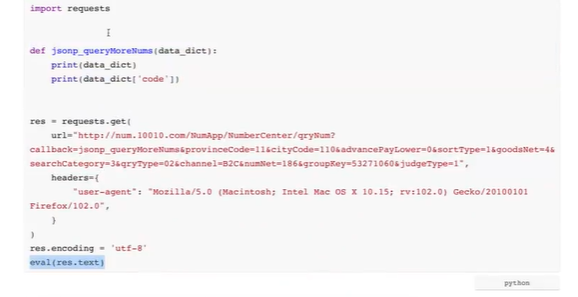 import requests
def jsonp_queryMoreNums(data_dict):
print(data_dict)
print(data_dict['code'])
res = requests.get(
url="http://num.10010.com/NumApp/NumberCenter/qryNum?
callback=jsonp_queryMoreNums&provinceCode=11&cityCode=110&advancePayLower=0&sortType=1&goodsNet=4&
searchCategory=3&qryType=02&channel=B2C&numNet=186&groupKey=53271060&judgeType=1",
headers={
"user-agent": "Mozilla/5.0 (Macintosh; Intel Mac OS X 10.15; rv:102.0) Gecko/20100101
Firefox/102.0",
}
)
res.encoding = 'utf-8'
eval(res.text)
python